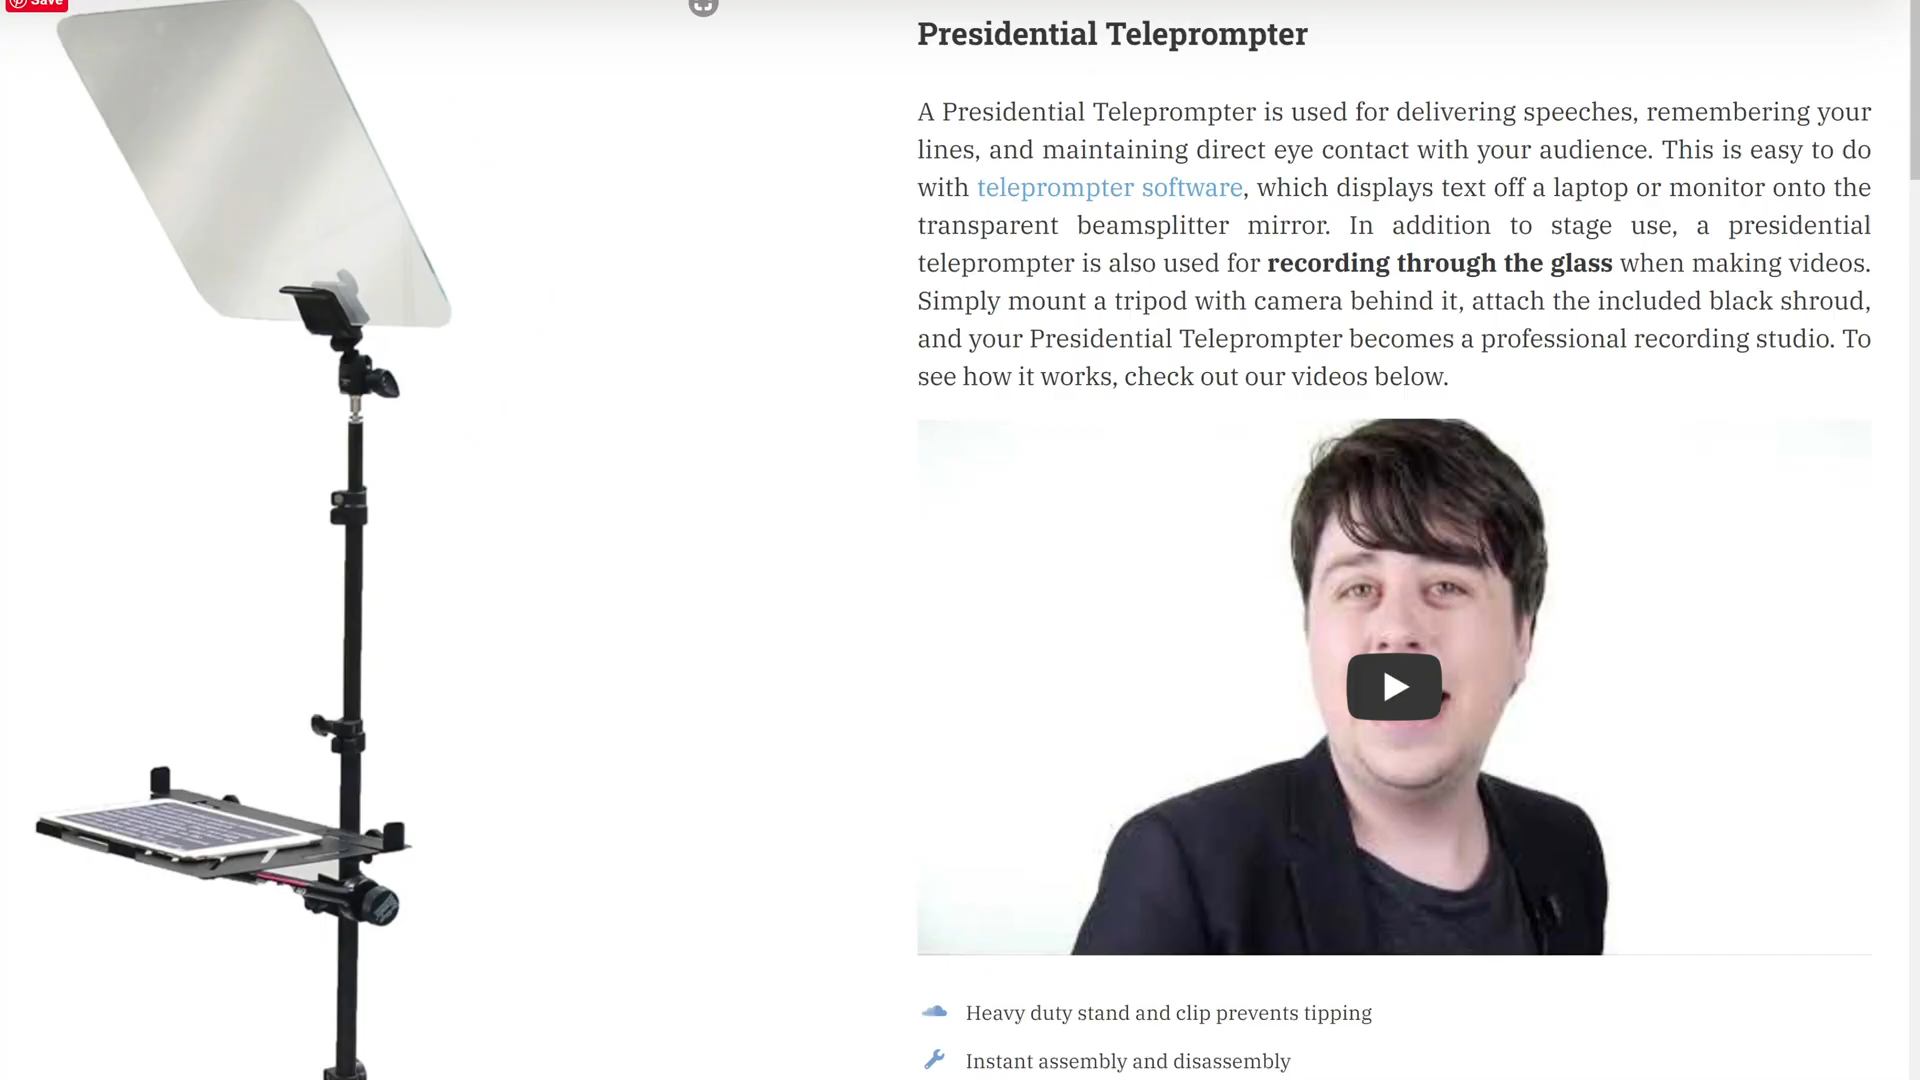 Save
Presidential Teleprompter
A Presidential Teleprompter is used for delivering speeches, remembering your
lines, and maintaining direct eye contact with your audience. This is easy to do
with teleprompter software, which displays text off a laptop or monitor onto the
transparent beamsplitter mirror. In addition to stage use, a presidential
teleprompter is also used for recording through the glass when making videos.
Simply mount a tripod with camera behind it, attach the included black shroud,
and your Presidential Teleprompter becomes a professional recording studio. To
see how it works, check out our videos below.
Heavy duty stand and clip prevents tipping
Instant assembly and disassembly